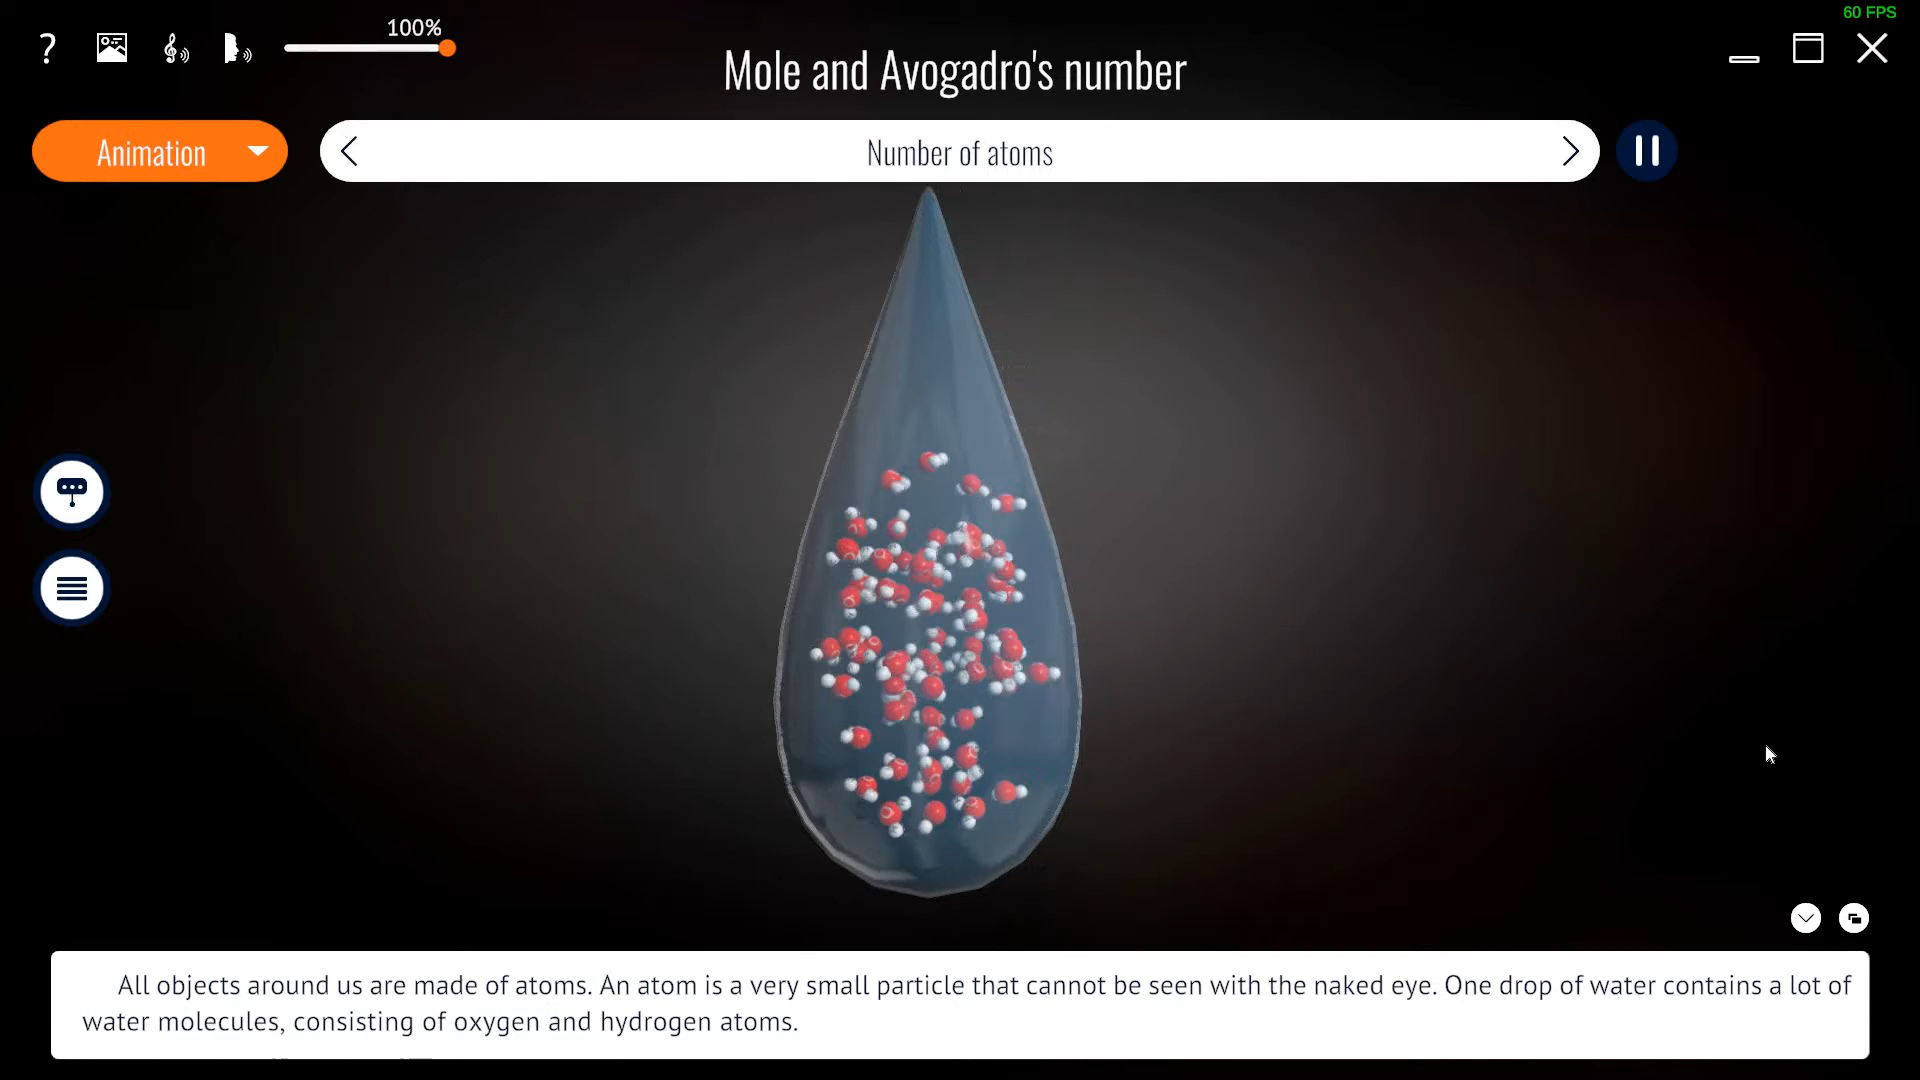 60 FPS
100%
Mole and Avogadro's number
Animation
Number of atoms
All objects around us are made of atoms. An atom is a very small particle that cannot be seen with the naked eye. One drop of water contains a lot of
water molecules, consisting of oxygen and hydrogen atoms.